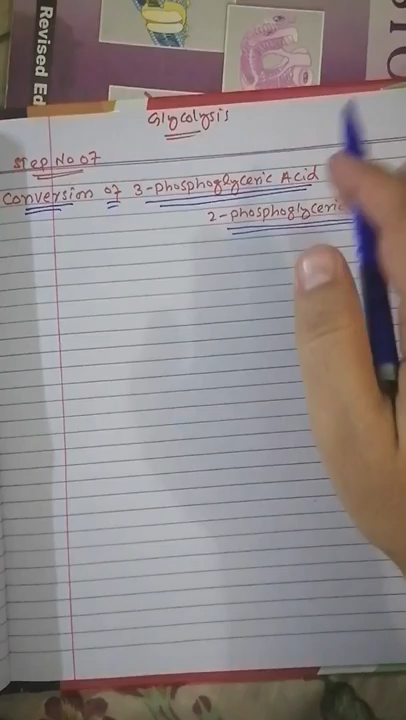 Revised Ed
Glycolysis
Step No 07
Conversion of 3-phosphoglyceric Acid
2-phosphoglyceric